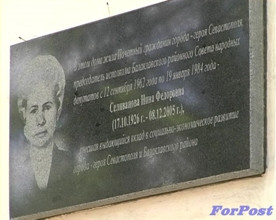 В этом доме жила Почетный гражданин города - героя Севастополя,
председатель исполкома Балаклавского районного Совета народных
депутатов с 12 сентября 1962 года по 19 января 1984 года -
Селиванова Нина Федоровна
(17.10.1926 г. - 08.12.2005 г.),
внесшая выдающийся вклад в социально-экономическое развитие
города - героя Севастополя и Балаклавского района
ForPost